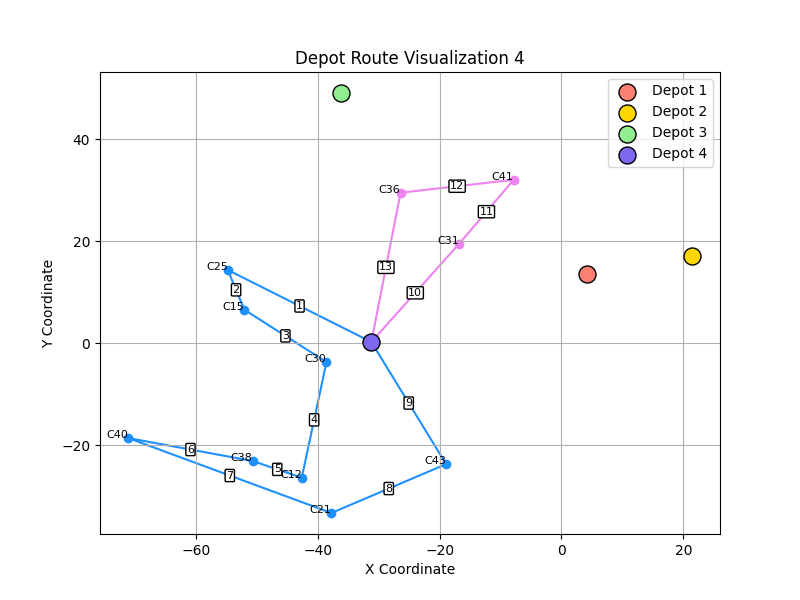 Depot Route Visualization 4
Depot 1
Depot 2
Depot 3
Depot 4
Y Coordinate
40
20
0
−20
C36
12
C41
11
C31
13
10
C25
2
1
C15
3
C30
9
4
C40
6
C38
5
C12
7
C43
8
C21
−60
−40
−20
0
20
X Coordinate